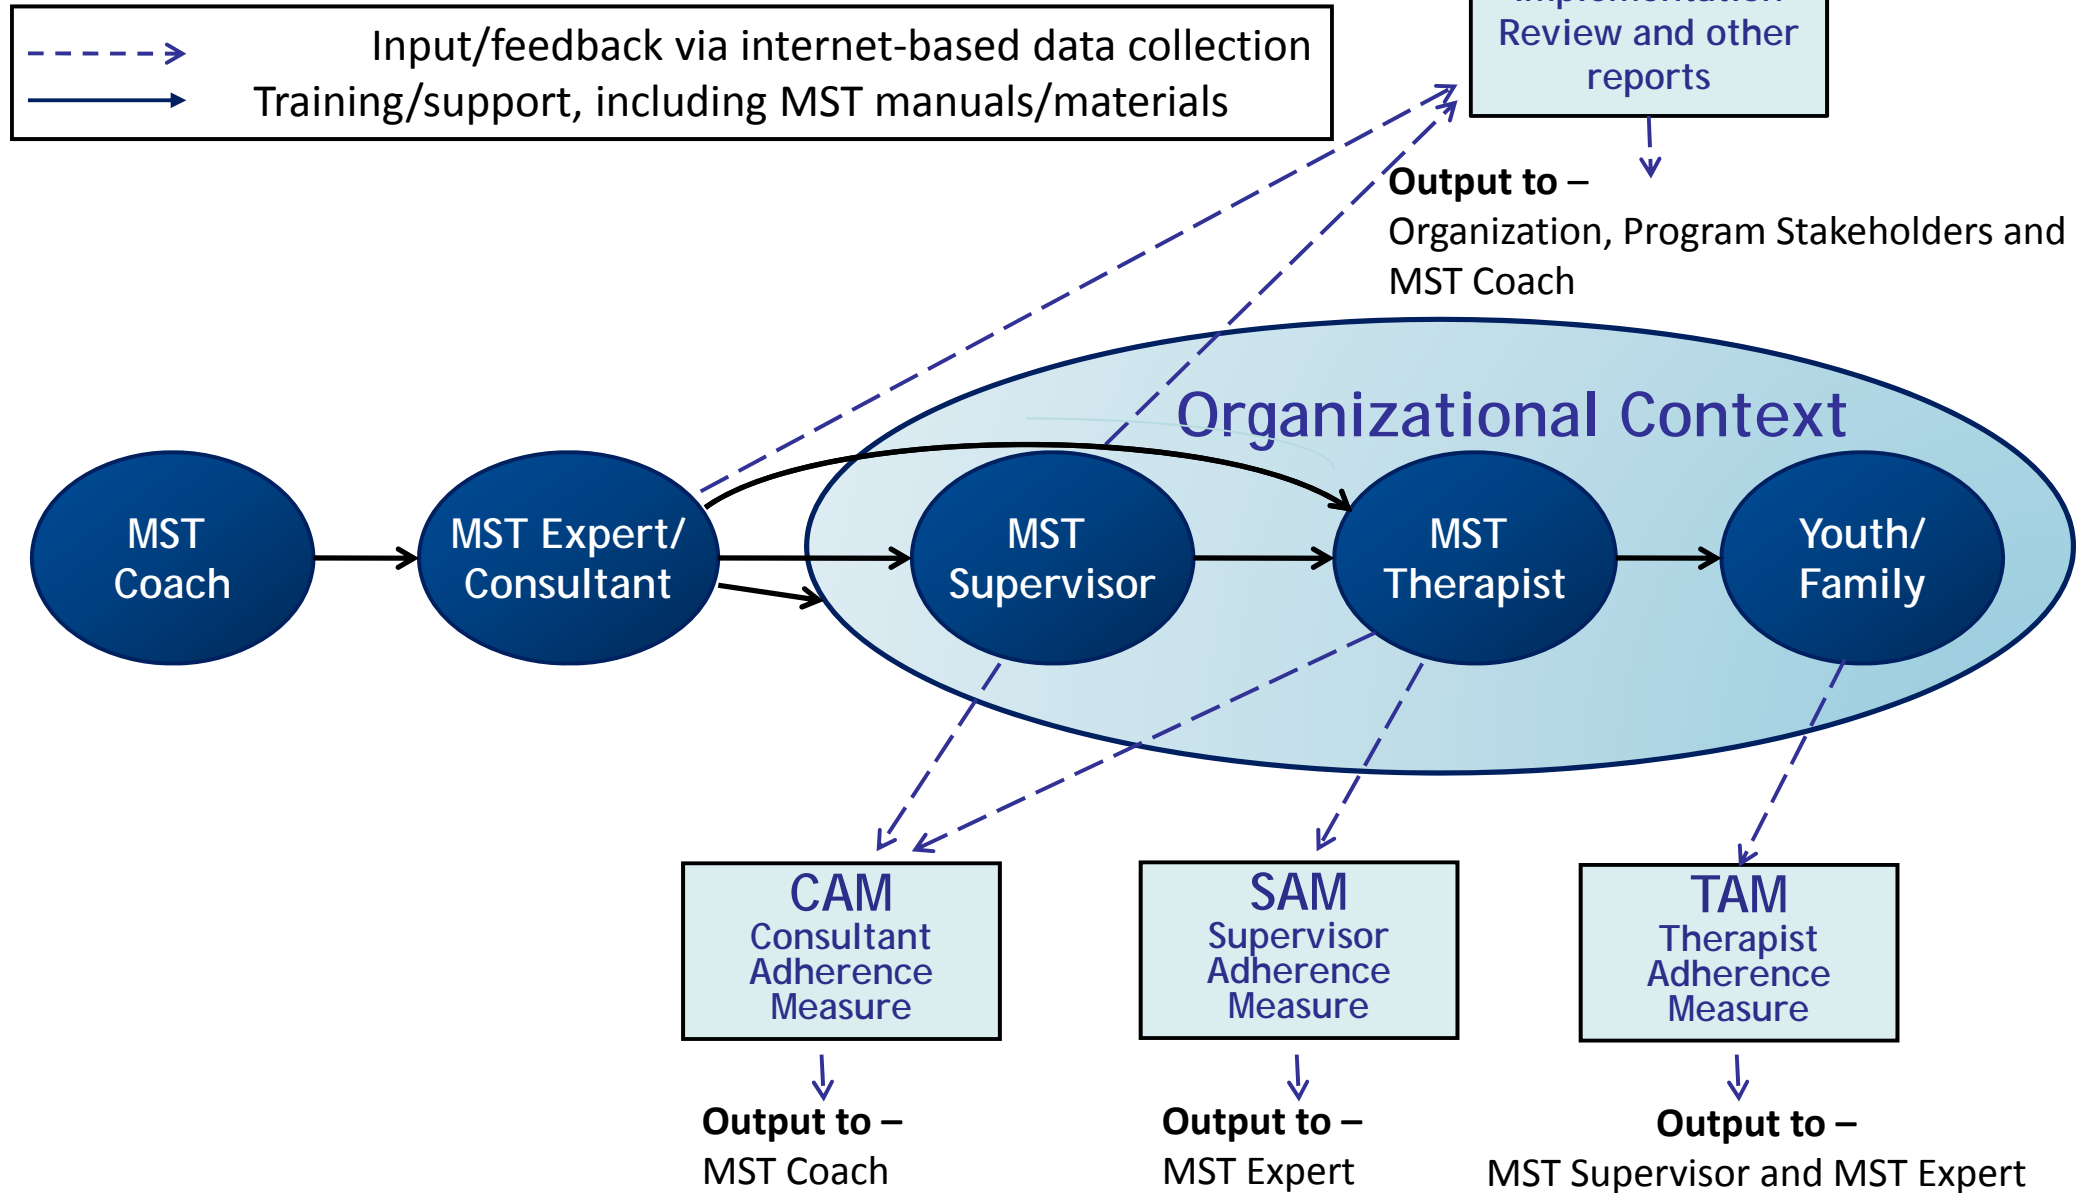 Input/feedback via internet-based data collection
Training/support, including MST manuals/materials
Implementation
Review and other
reports
Output to –
Organization, Program Stakeholders and
MST Coach
Organizational Context
MST
Coach
MST Expert/
Consultant
MST
Supervisor
MST
Therapist
Youth/
Family
CAM
Consultant
Adherence
Measure
SAM
Supervisor
Adherence
Measure
TAM
Therapist
Adherence
Measure
Output to –
MST Coach
Output to –
MST Expert
Output to –
MST Supervisor and MST Expert